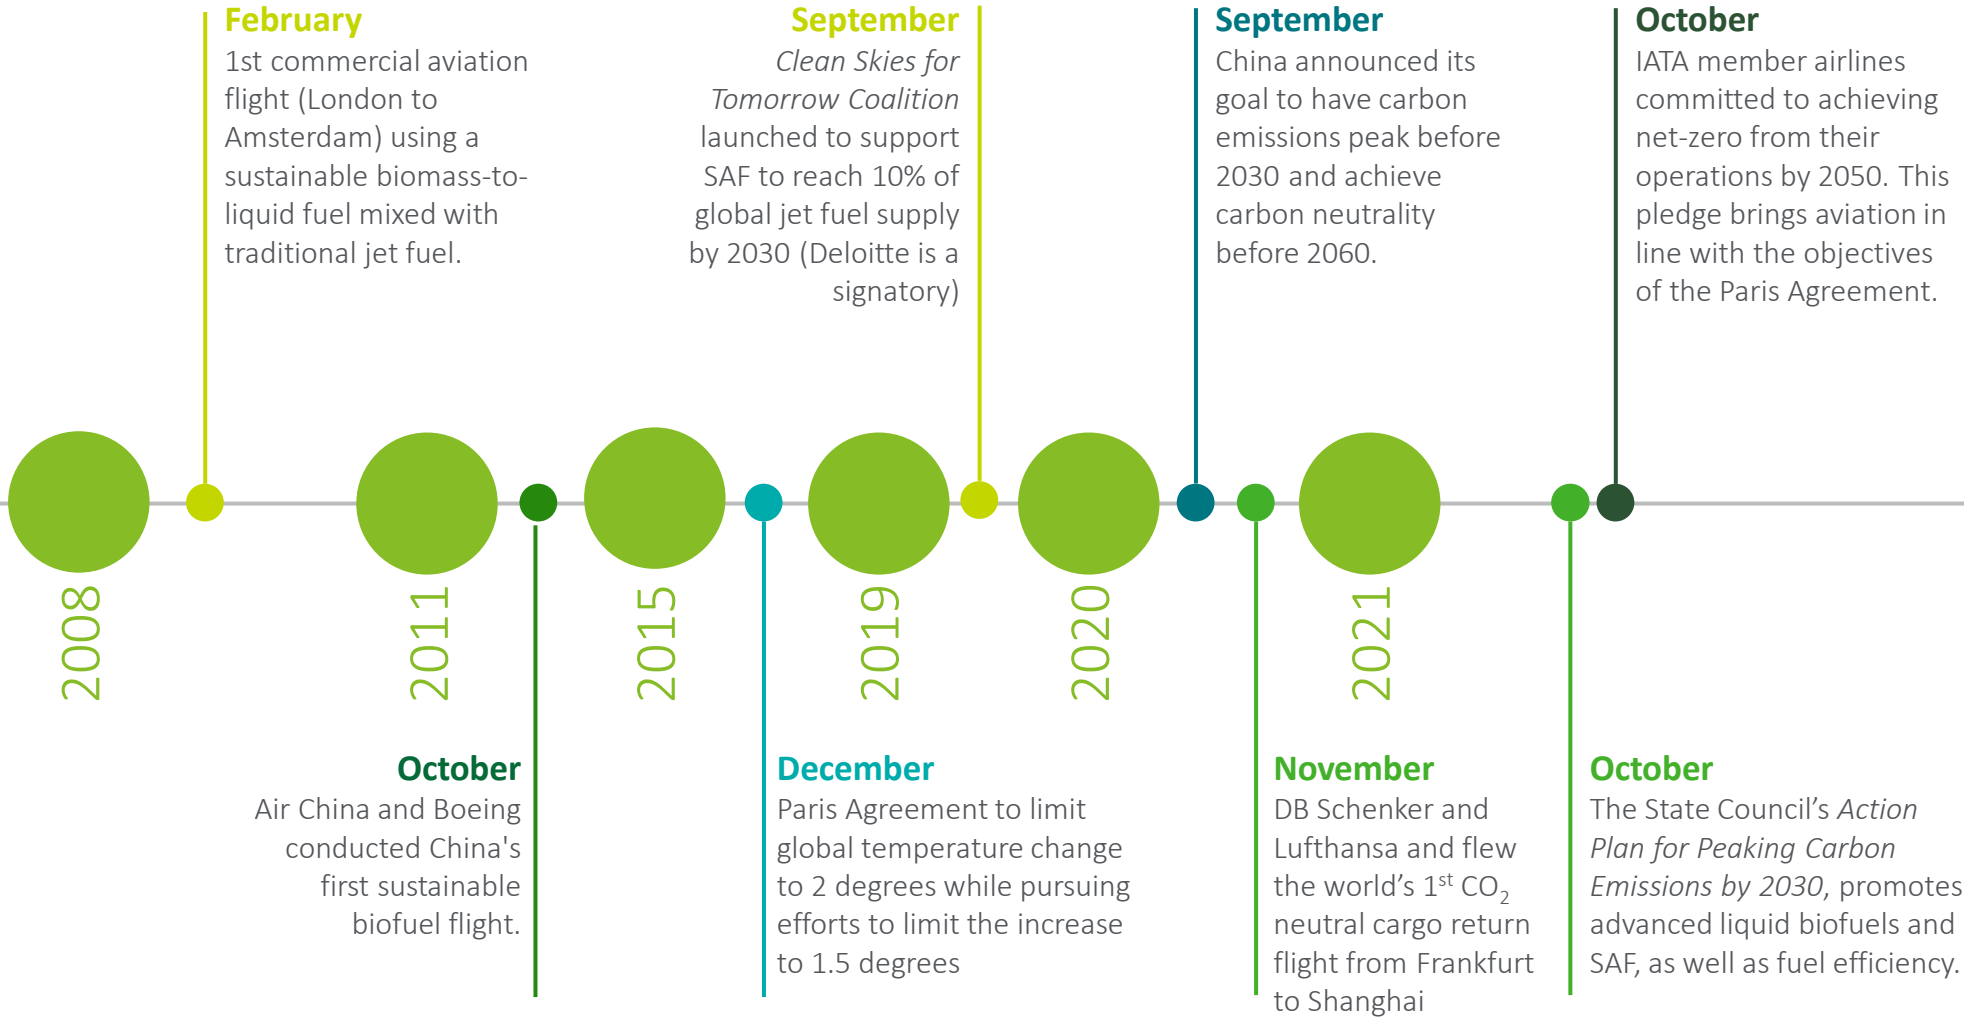 February
1st commercial aviation
flight (London to
Amsterdam) using a
sustainable biomass-to-
liquid fuel mixed with
traditional jet fuel.
September
Clean Skies for
Tomorrow Coalition
launched to support
SAF to reach 10% of
global jet fuel supply
by 2030 (Deloitte is a
signatory)
September
China announced its
goal to have carbon
emissions peak before
2030 and achieve
carbon neutrality
before 2060.
October
IATA member airlines
committed to achieving
net-zero from their
operations by 2050. This
pledge brings aviation in
line with the objectives
of the Paris Agreement.
2008
2011
2015
2019
2020
2021
October
Air China and Boeing
conducted China's
first sustainable
biofuel flight.
December
Paris Agreement to limit
global temperature change
to 2 degrees while pursuing
efforts to limit the increase
to 1.5 degrees
November
DB Schenker and
Lufthansa and flew
the world’s 1st CO2
neutral cargo return
flight from Frankfurt
to Shanghai
October
The State Council’s Action
Plan for Peaking Carbon
Emissions by 2030, promotes
advanced liquid biofuels and
SAF, as well as fuel efficiency.